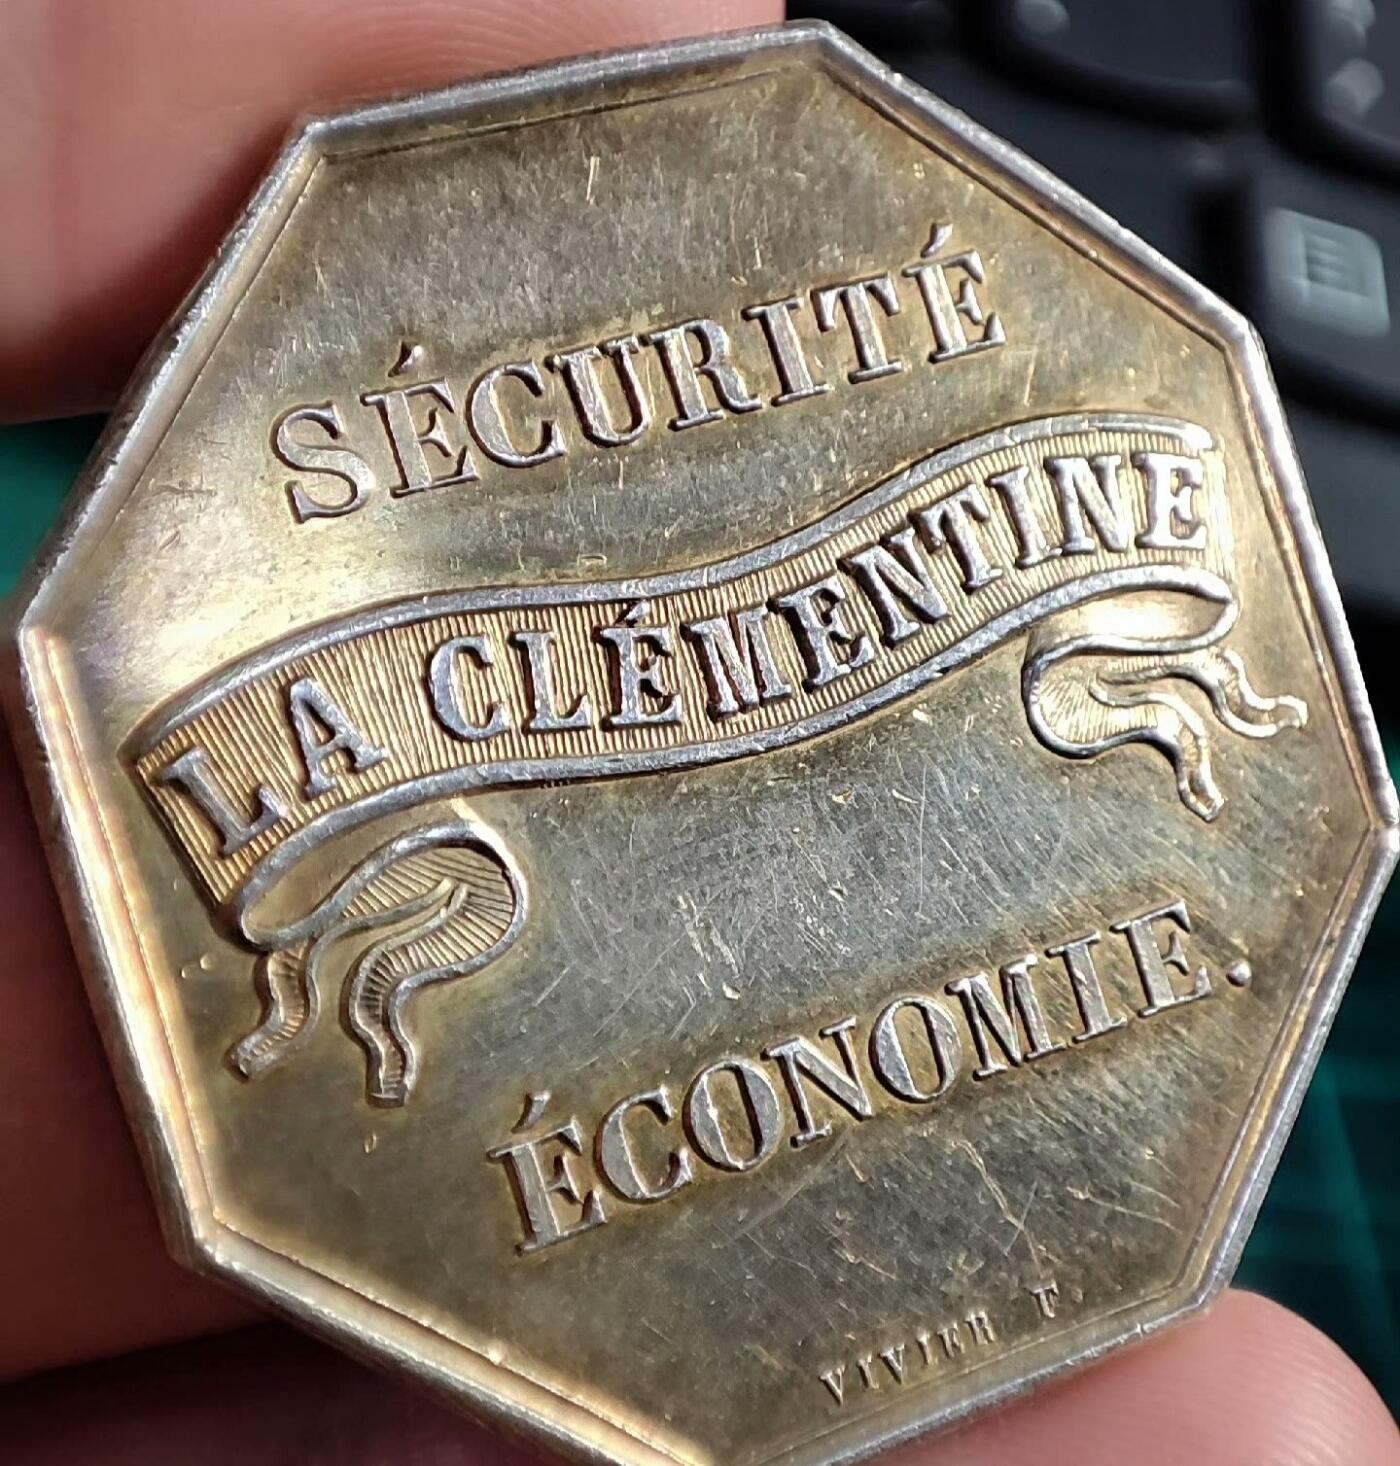 SÉCURITÉ
LA CLÉMENTINE
ÉCONOMIE.
VIVIER F.